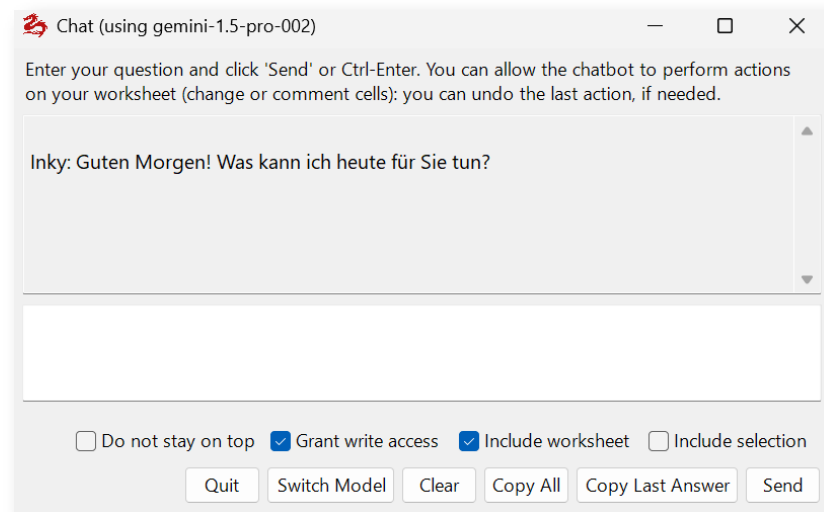 Chat (using gemini-1.5-pro-002)
Enter your question and click 'Send' or Ctrl-Enter. You can allow the chatbot to perform actions
on your worksheet (change or comment cells): you can undo the last action, if needed.
Inky: Guten Morgen! Was kann ich heute für Sie tun?
Do not stay on top Grant write access Include worksheet Include selection
Quit Switch Model Clear Copy All Copy Last Answer Send